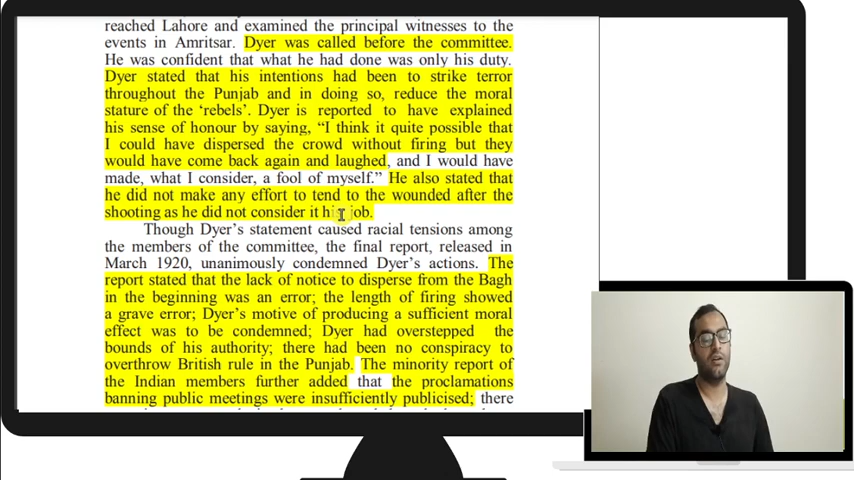 reached Lahore and examined the principal witnesses to the
events in Amritsar. Dyer was called before the committee.
He was confident that what he had done was only his duty.
Dyer stated that his intentions had been to strike terror
throughout the Punjab and in doing so, reduce the moral
stature of the ‘rebels’. Dyer is reported to have explained
his sense of honour by saying, “I think it quite possible that
I could have dispersed the crowd without firing but they
would have come back again and laughed, and I would have
made, what I consider, a fool of myself.” He also stated that
he did not make any effort to tend to the wounded after the
shooting as he did not consider it his job.
Though Dyer’s statement caused racial tensions among
the members of the committee, the final report, released in
March 1920, unanimously condemned Dyer’s actions. The
report stated that the lack of notice to disperse from the Bagh
in the beginning was an error; the length of firing showed
a grave error; Dyer’s motive of producing a sufficient moral
effect was to be condemned; Dyer had overstepped the
bounds of his authority; there had been no conspiracy to
overthrow British rule in the Punjab. The minority report of
the Indian members further added that the proclamations
banning public meetings were insufficiently publicised; there